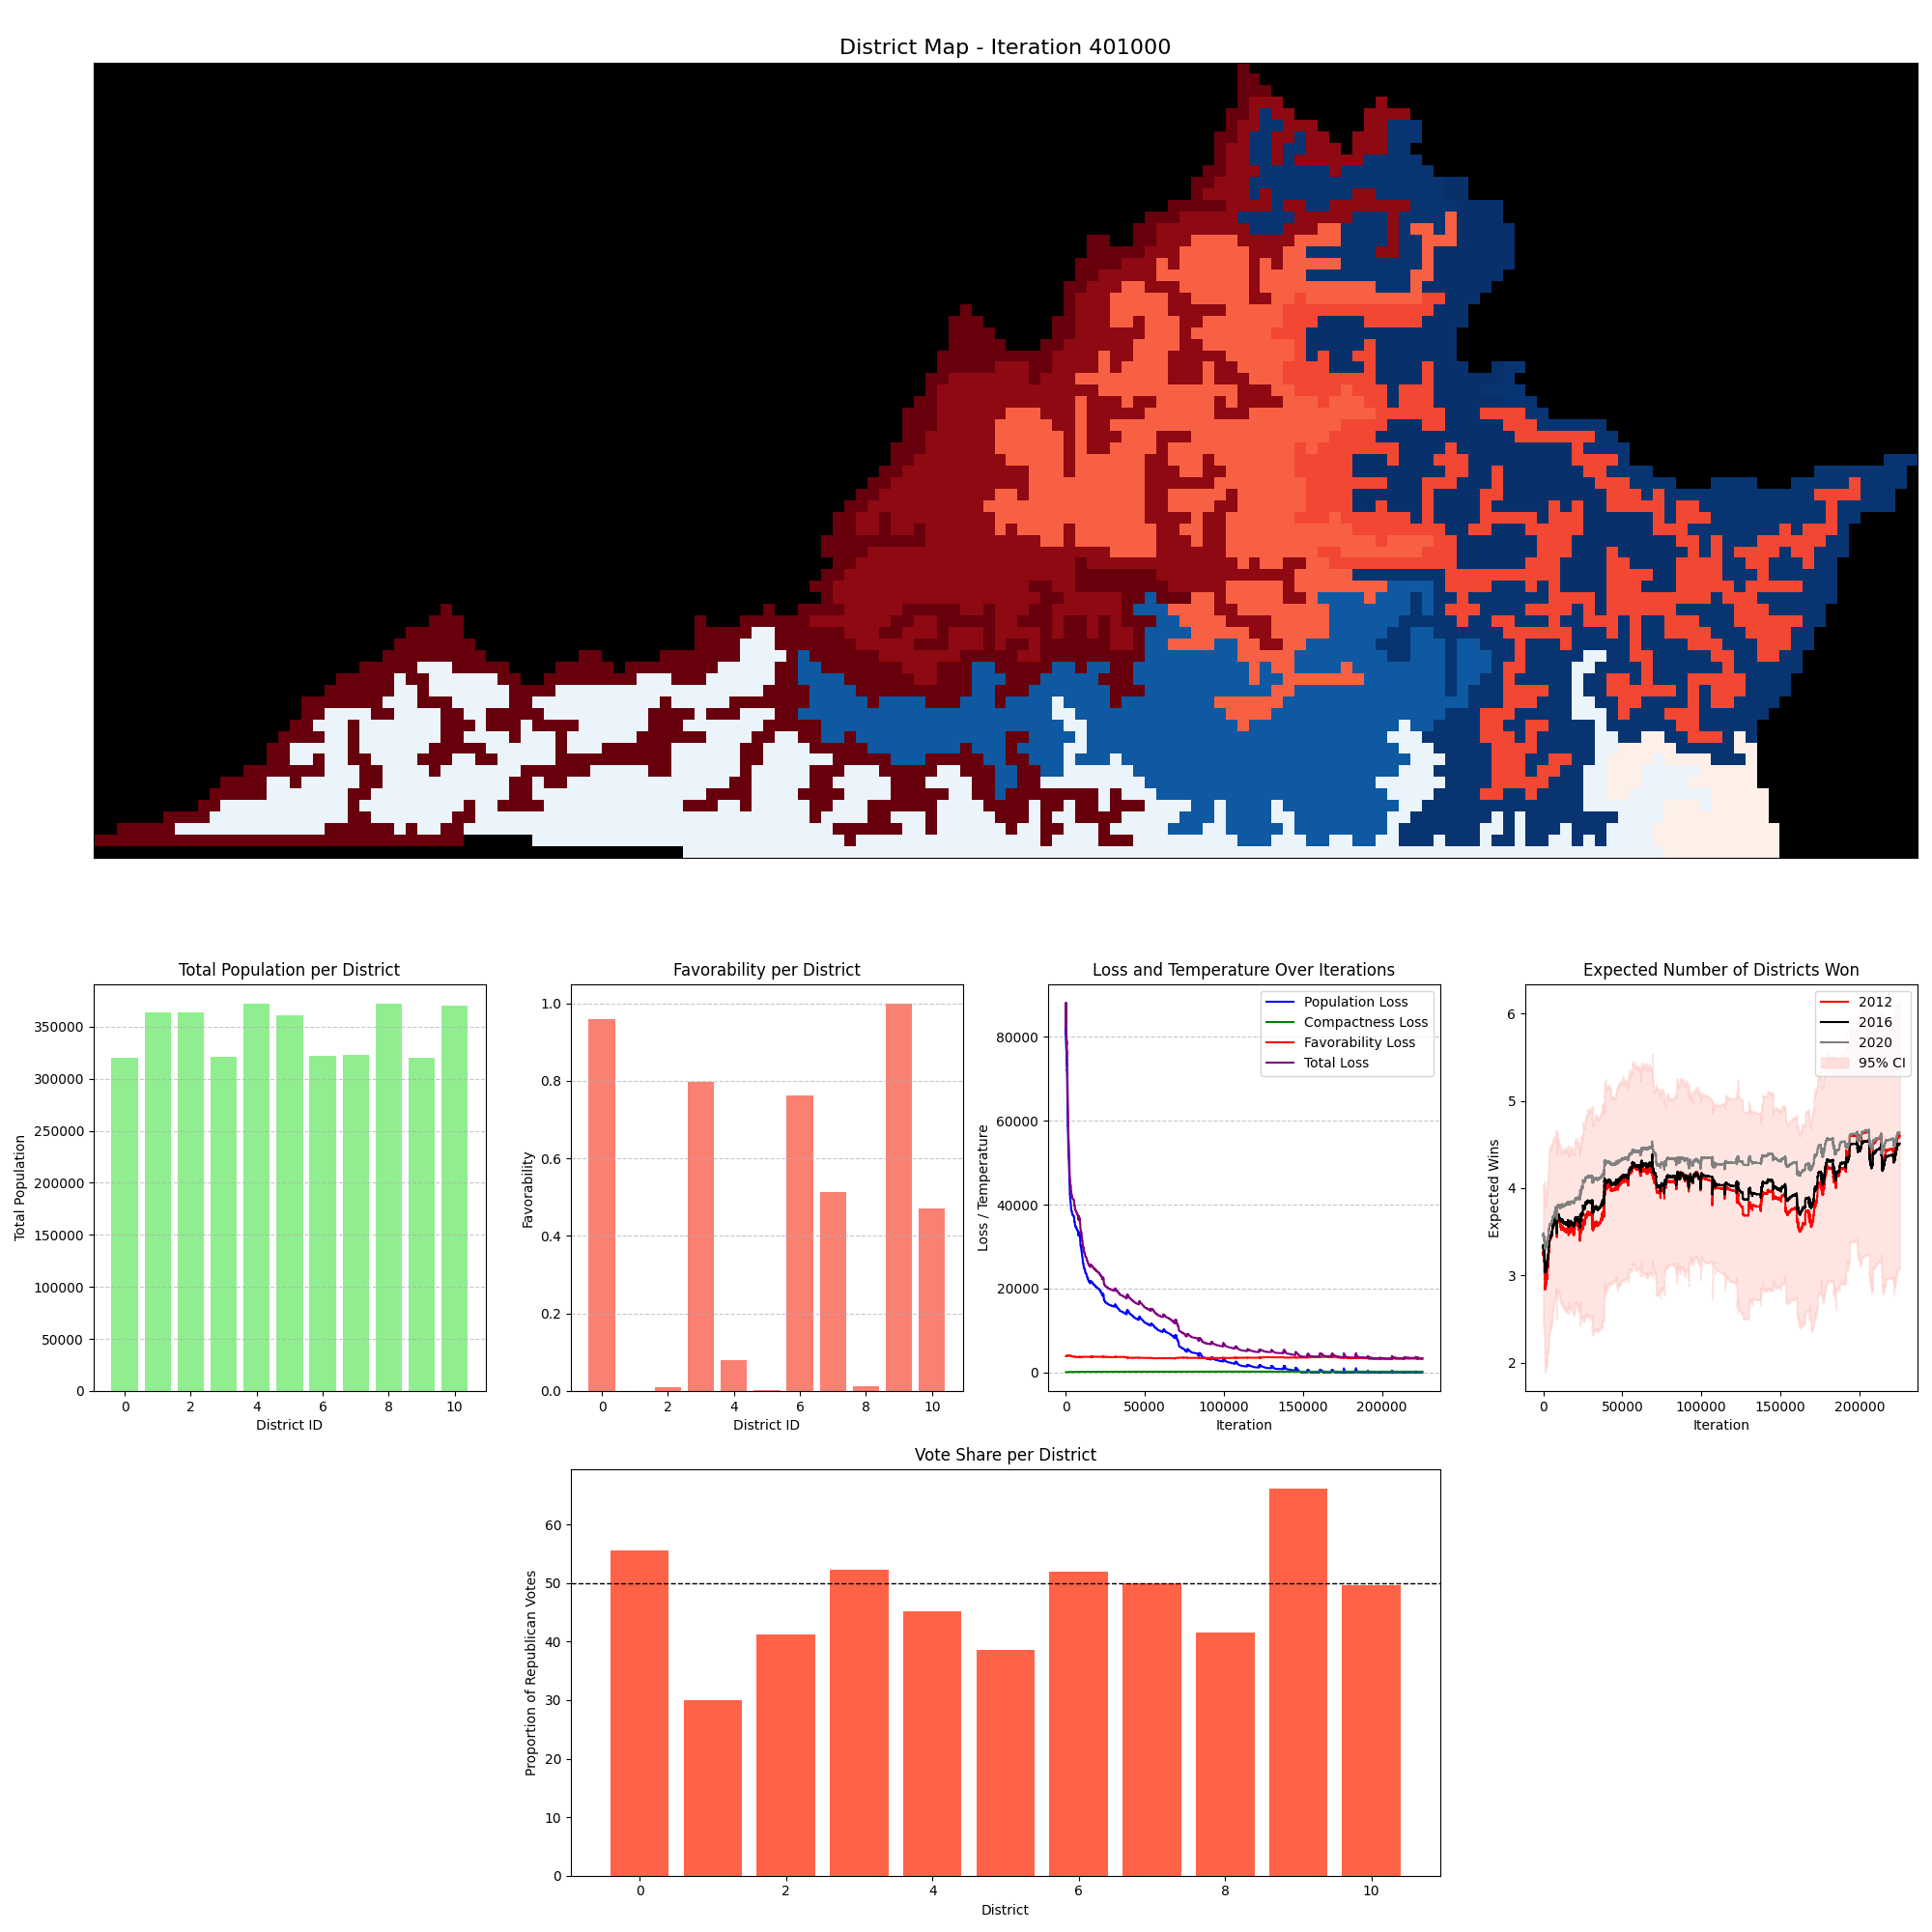 District Map - Iteration 401000
Total Population per District
Total Population
350000
300000
250000
200000
150000
100000
50000
0
0 2 4 6 8 10
District ID
Favorability per District
Favorability
1.0
0.8
0.6
0.4
0.2
0.0
0 2 4 6 8 10
District ID
Loss and Temperature Over Iterations
Loss / Temperature
80000
60000
40000
20000
0
Population Loss
Compactness Loss
Favorability Loss
Total Loss
0 50000 100000 150000 200000
Iteration
Expected Number of Districts Won
Expected Wins
6
5
4
3
2
2012
2016
2020
95% CI
0 50000 100000 150000 200000
Iteration
Vote Share per District
Proportion of Republican Votes
60
50
40
30
20
10
0
0 2 4 6 8 10
District